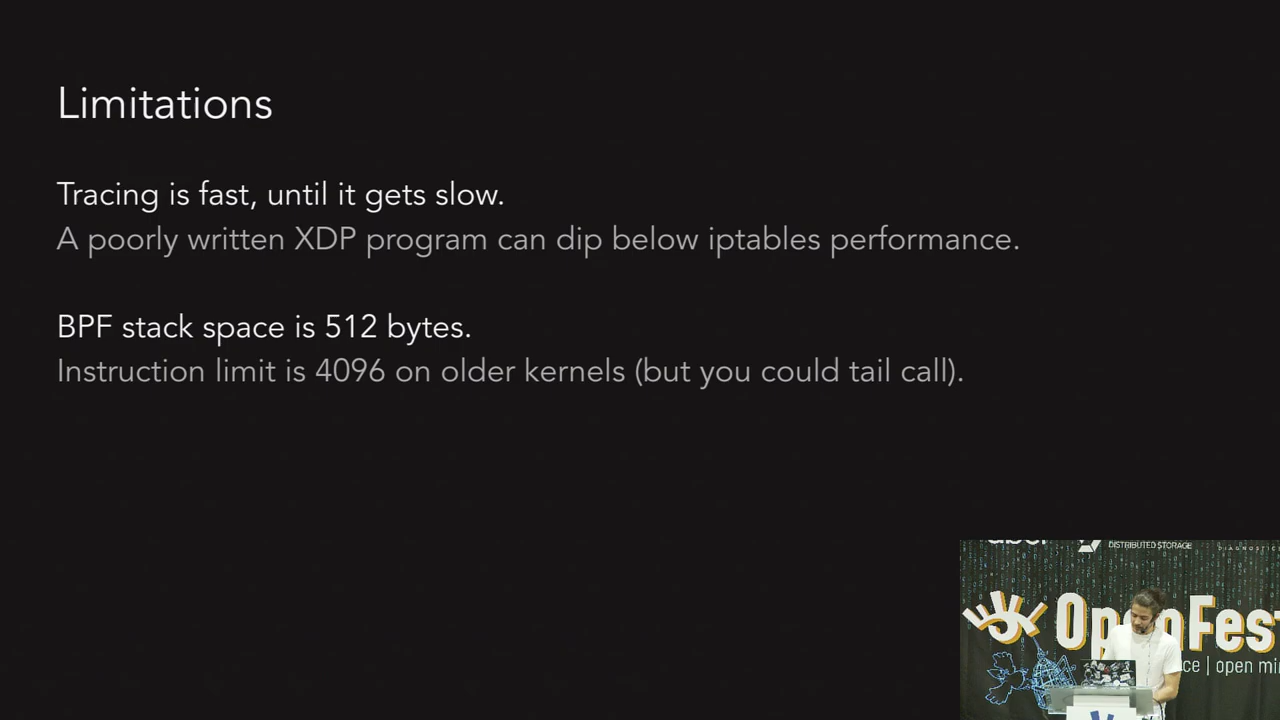 Limitations
Tracing is fast, until it gets slow.
A poorly written XDP program can dip below iptables performance.
BPF stack space is 512 bytes.
Instruction limit is 4096 on older kernels (but you could tail call).
DISTRIBUTED STORAGE
DIAGNOSTICS
OpenFest
ce | open mi